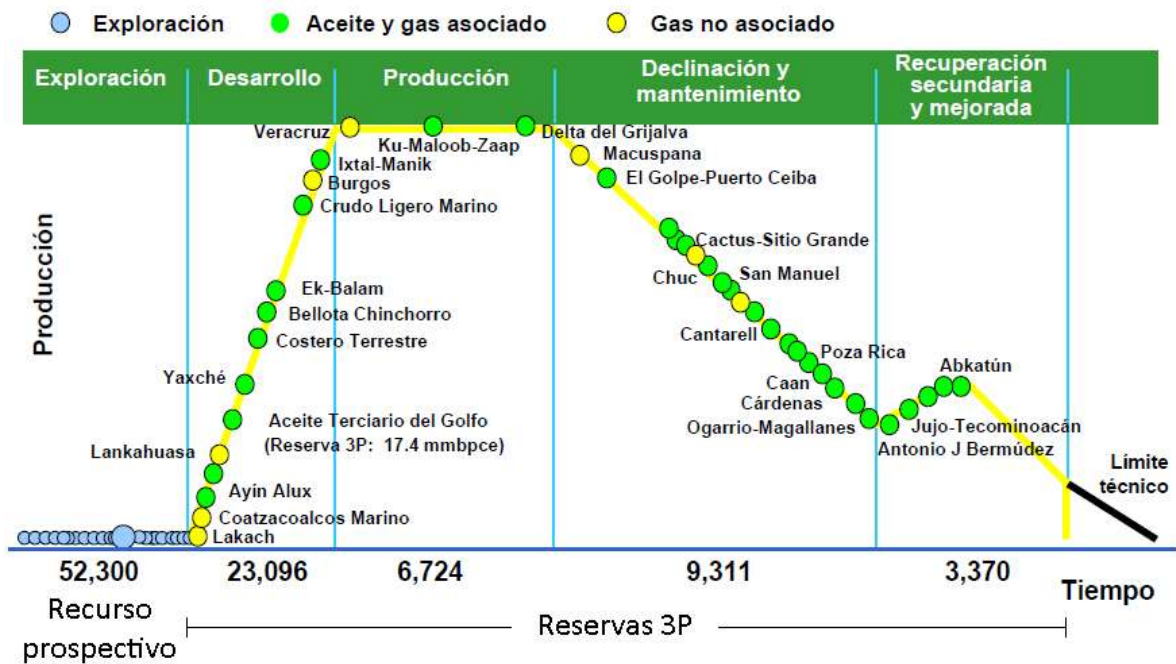 Exploración
Aceite y gas asociado
Gas no asociado
Exploración
Desarrollo
Producción
Declinación y
mantenimiento
Recuperación
secundaria
y mejorada
Producción
Veracruz
Ku-Maloob-Zaap
Delta del Grijalva
Ixtal-Manik
Macuspana
Burgos
El Golpe-Puerto Ceiba
Crudo Ligero Marino
Cactus-Sitio Grande
Chuc
San Manuel
Ek-Balam
Bellota Chinchorro
Cantarell
Costero Terrestre
Poza Rica
Abkatún
Yaxché
Caan
Cárdenas
Aceite Terciario del Golfo
(Reserva 3P: 17.4 mmbpce)
Ogarrio-Magallanes
Jujo-Tecominoacán
Antonio J Bermúdez
Lankahuasa
Límite
técnico
Ayín Alux
Coatzacoalcos Marino
Lakach
52,300
23,096
6,724
9,311
3,370
Tiempo
Recurso
prospectivo
Reservas 3P